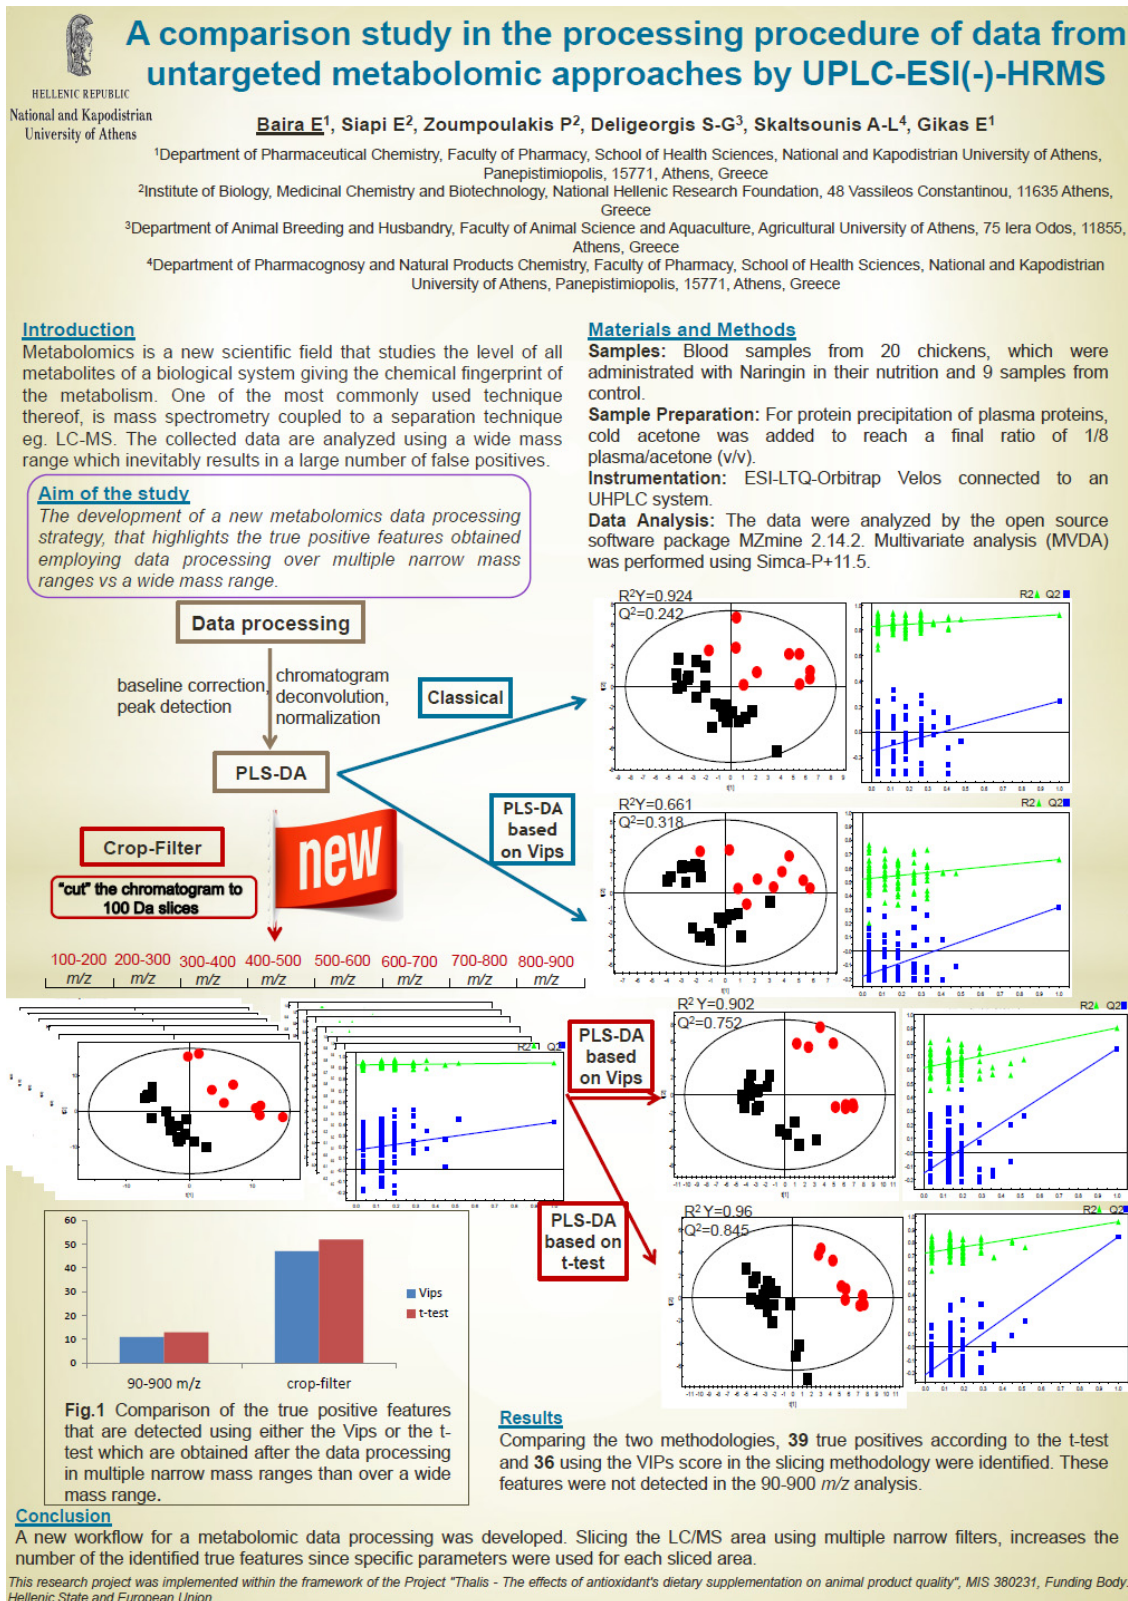 A comparison study in the processing procedure of data from
untargeted metabolomic approaches by UPLC-ESI(-)-HRMS
HELLENIC REPUBLIC
National and Kapodistrian
University of Athens
Baira E1, Siapi E2, Zoumpoulakis P2, Deligeorgis S-G3, Skaltsounis A-L4, Gikas E1
1Department of Pharmaceutical Chemistry, Faculty of Pharmacy, School of Health Sciences, National and Kapodistrian University of Athens,
Panepistimiopolis, 15771, Athens, Greece
2Institute of Biology, Medicinal Chemistry and Biotechnology, National Hellenic Research Foundation, 48 Vassileos Constantinou, 11635 Athens,
Greece
3Department of Animal Breeding and Husbandry, Faculty of Animal Science and Aquaculture, Agricultural University of Athens, 75 Iera Odos, 11855,
Athens, Greece
4Department of Pharmacognosy and Natural Products Chemistry, Faculty of Pharmacy, School of Health Sciences, National and Kapodistrian
University of Athens, Panepistimiopolis, 15771, Athens, Greece
Introduction
Metabolomics is a new scientific field that studies the level of all
metabolites of a biological system giving the chemical fingerprint of
the metabolism. One of the most commonly used technique
thereof, is mass spectrometry coupled to a separation technique
eg. LC-MS. The collected data are analyzed using a wide mass
range which inevitably results in a large number of false positives.
Aim of the study
The development of a new metabolomics data processing
strategy, that highlights the true positive features obtained
employing data processing over multiple narrow mass
ranges vs a wide mass range.
Materials and Methods
Samples: Blood samples from 20 chickens, which were
administrated with Naringin in their nutrition and 9 samples from
control.
Sample Preparation: For protein precipitation of plasma proteins,
cold acetone was added to reach a final ratio of 1/8
plasma/acetone (v/v).
Instrumentation: ESI-LTQ-Orbitrap Velos connected to an
UHPLC system.
Data Analysis: The data were analyzed by the open source
software package MZmine 2.14.2. Multivariate analysis (MVDA)
was performed using Simca-P+11.5.
Data processing
baseline correction,
peak detection
chromatogram
deconvolution,
normalization
PLS-DA
Classical
PLS-DA
based
on Vips
Crop-Filter
"cut" the chromatogram to
100 Da slices
new
100-200 200-300 300-400 400-500 500-600 600-700 700-800 800-900
m/z m/z m/z m/z m/z m/z m/z m/z
R2Y=0.924
Q2=0.242
R2 Q2
R2Y=0.661
Q2=0.318
R2 Q2
R2 Q2
PLS-DA
based
on Vips
R2 Y=0.902
Q2=0.752
R2 Q2
PLS-DA
based on
t-test
R2 Y=0.96
Q2=0.845
R2 Q2
60
50
40
30
20
10
0
90-900 m/z
crop-filter
Vips
t-test
Fig.1 Comparison of the true positive features
that are detected using either the Vips or the t-
test which are obtained after the data processing
in multiple narrow mass ranges than over a wide
mass range.
Results
Comparing the two methodologies, 39 true positives according to the t-test
and 36 using the VIPs score in the slicing methodology were identified. These
features were not detected in the 90-900 m/z analysis.
Conclusion
A new workflow for a metabolomic data processing was developed. Slicing the LC/MS area using multiple narrow filters, increases the
number of the identified true features since specific parameters were used for each sliced area.
This research project was implemented within the framework of the Project "Thalis - The effects of antioxidant's dietary supplementation on animal product quality", MIS 380231, Funding Body:
Hellenic State and European Union